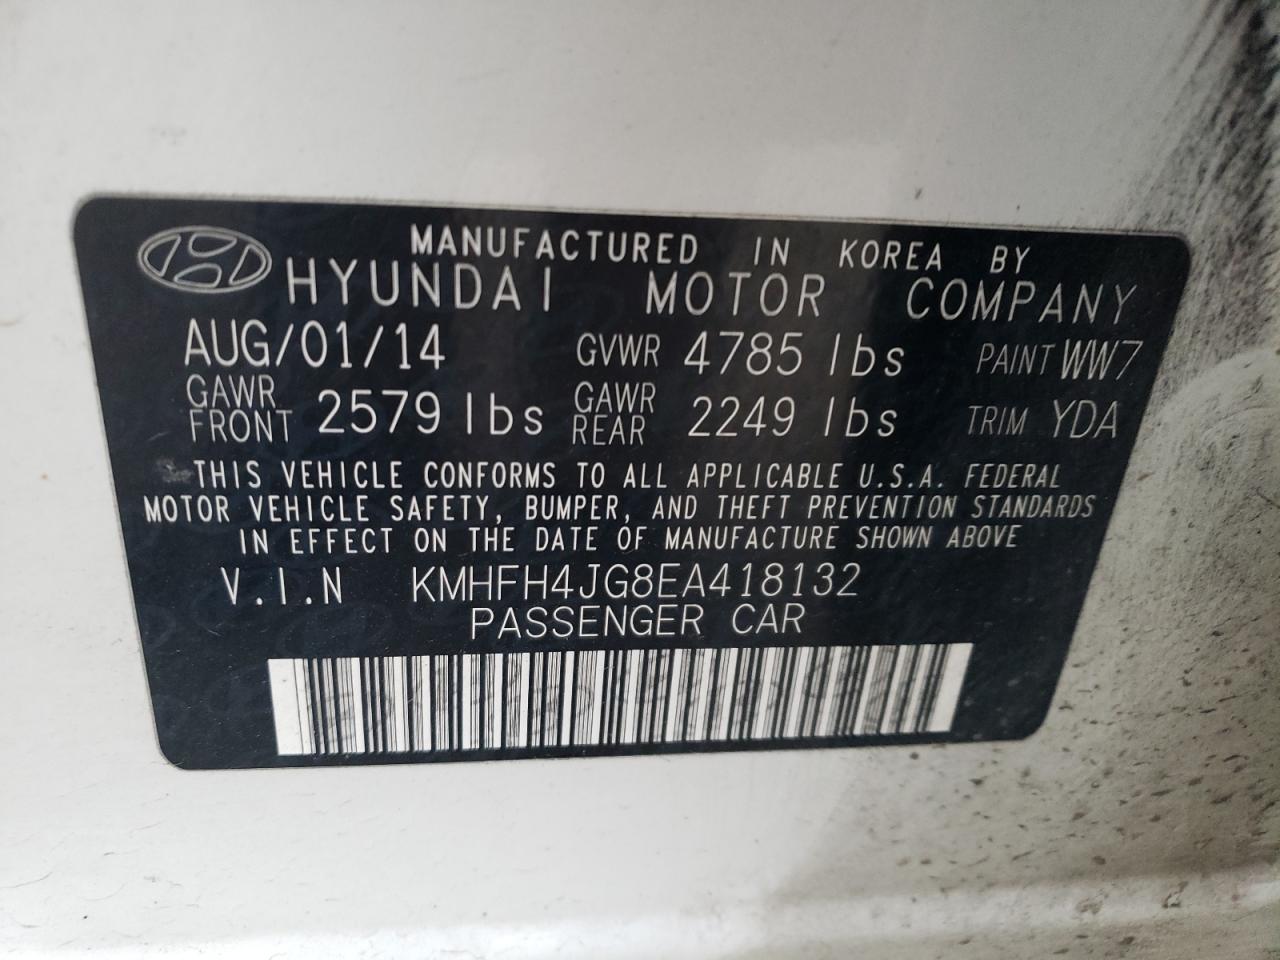 MANUFACTURED IN KOREA BY
HYUNDAI MOTOR COMPANY
AUG/01/14 GVWR 4785 lbs PAINT WW7
GAWR FRONT 2579 lbs GAWR REAR 2249 lbs TRIM YDA
THIS VEHICLE CONFORMS TO ALL APPLICABLE U.S.A. FEDERAL
MOTOR VEHICLE SAFETY, BUMPER, AND THEFT PREVENTION STANDARDS
IN EFFECT ON THE DATE OF MANUFACTURE SHOWN ABOVE
V.I.N KMHFH4JG8EA418132
PASSENGER CAR